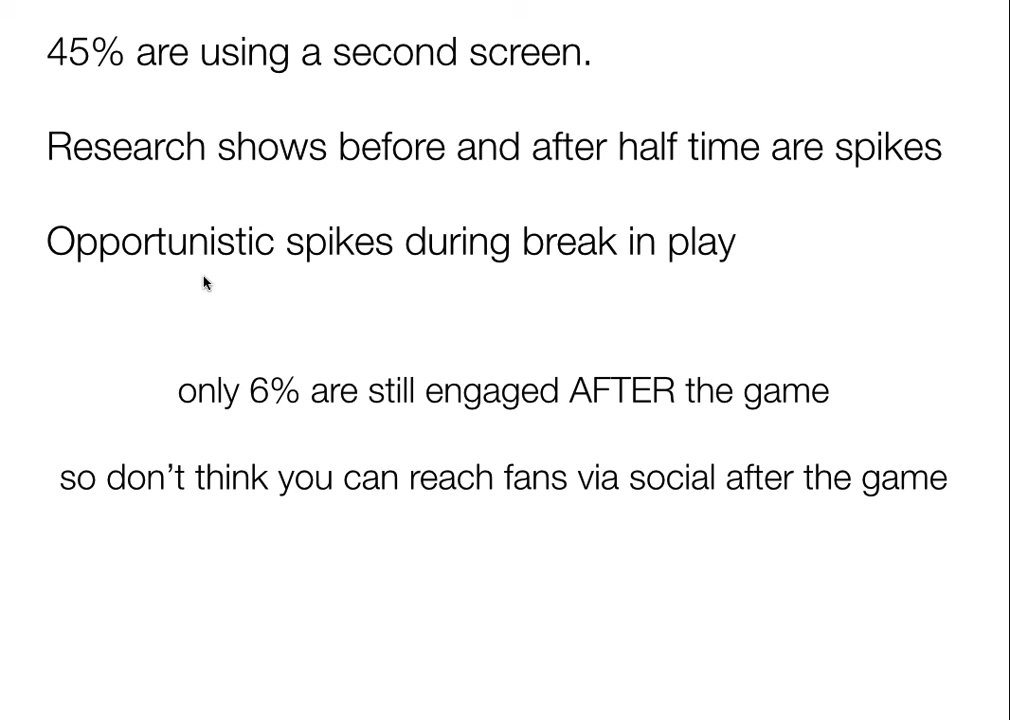 45% are using a second screen.
Research shows before and after half time are spikes
Opportunistic spikes during break in play
only 6% are still engaged AFTER the game
so don’t think you can reach fans via social after the game